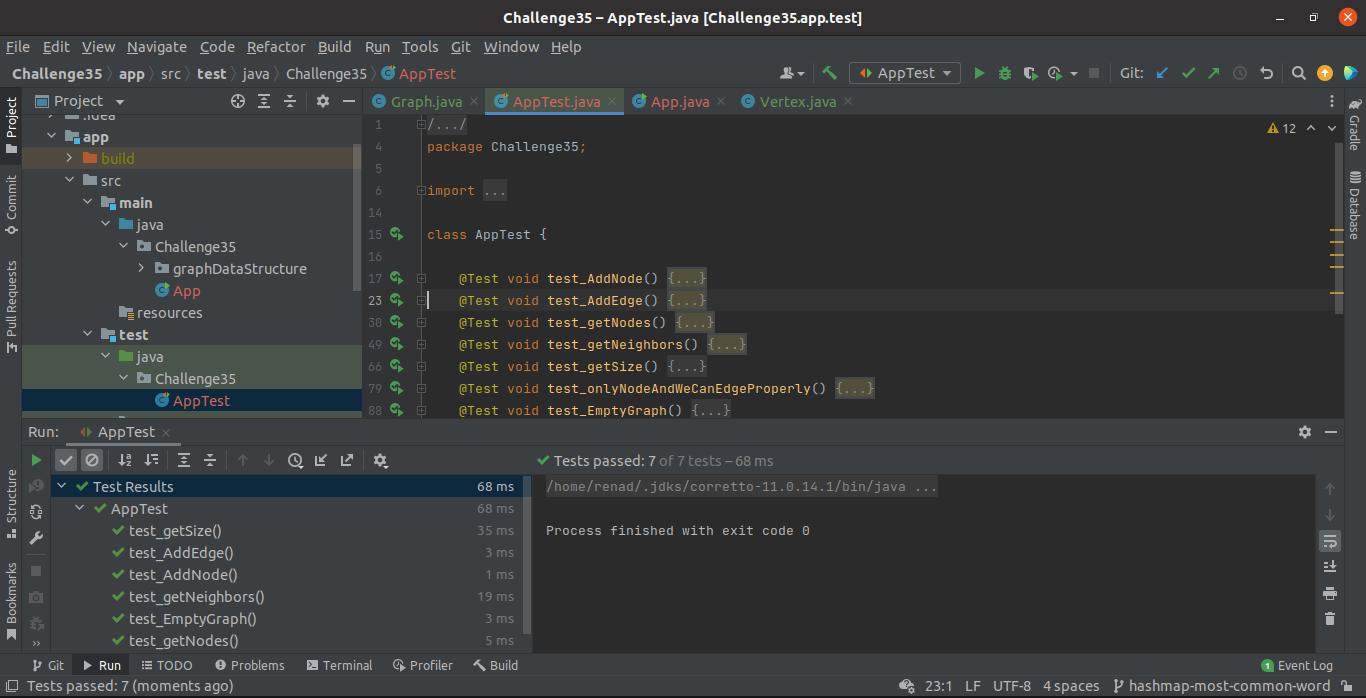 Challenge35 – AppTest.java [Challenge35.app.test]
File Edit View Navigate Code Refactor Build Run Tools Git Window Help
Challenge35 app src test java Challenge35 AppTest
AppTest
Git:
Project
Graph.java AppTest.java App.java Vertex.java
.idea
app
build
src
main
java
Challenge35
graphDataStructure
App
resources
test
java
Challenge35
AppTest
1 /.../
4 package Challenge35;
5
6 import ...
14
15 class AppTest {
16
17 @Test void test_AddNode() {...}
23 @Test void test_AddEdge() {...}
30 @Test void test_getNodes() {...}
49 @Test void test_getNeighbors() {...}
66 @Test void test_getSize() {...}
79 @Test void test_onlyNodeAndWeCanEdgeProperly() {...}
88 @Test void test_EmptyGraph() {...}
12
Project
Commit
Pull Requests
Structure
Bookmarks
Gradle
Database
Run: AppTest
Tests passed: 7 of 7 tests – 68 ms
Test Results 68 ms
AppTest 68 ms
test_getSize() 35 ms
test_AddEdge() 3 ms
test_AddNode() 1 ms
test_getNeighbors() 19 ms
test_EmptyGraph() 3 ms
test_getNodes() 5 ms
/home/renad/.jdks/corretto-11.0.14.1/bin/java ...
Process finished with exit code 0
Git Run TODO Problems Terminal Profiler Build 1 Event Log
Tests passed: 7 (moments ago) 23:1 LF UTF-8 4 spaces hashmap-most-common-word